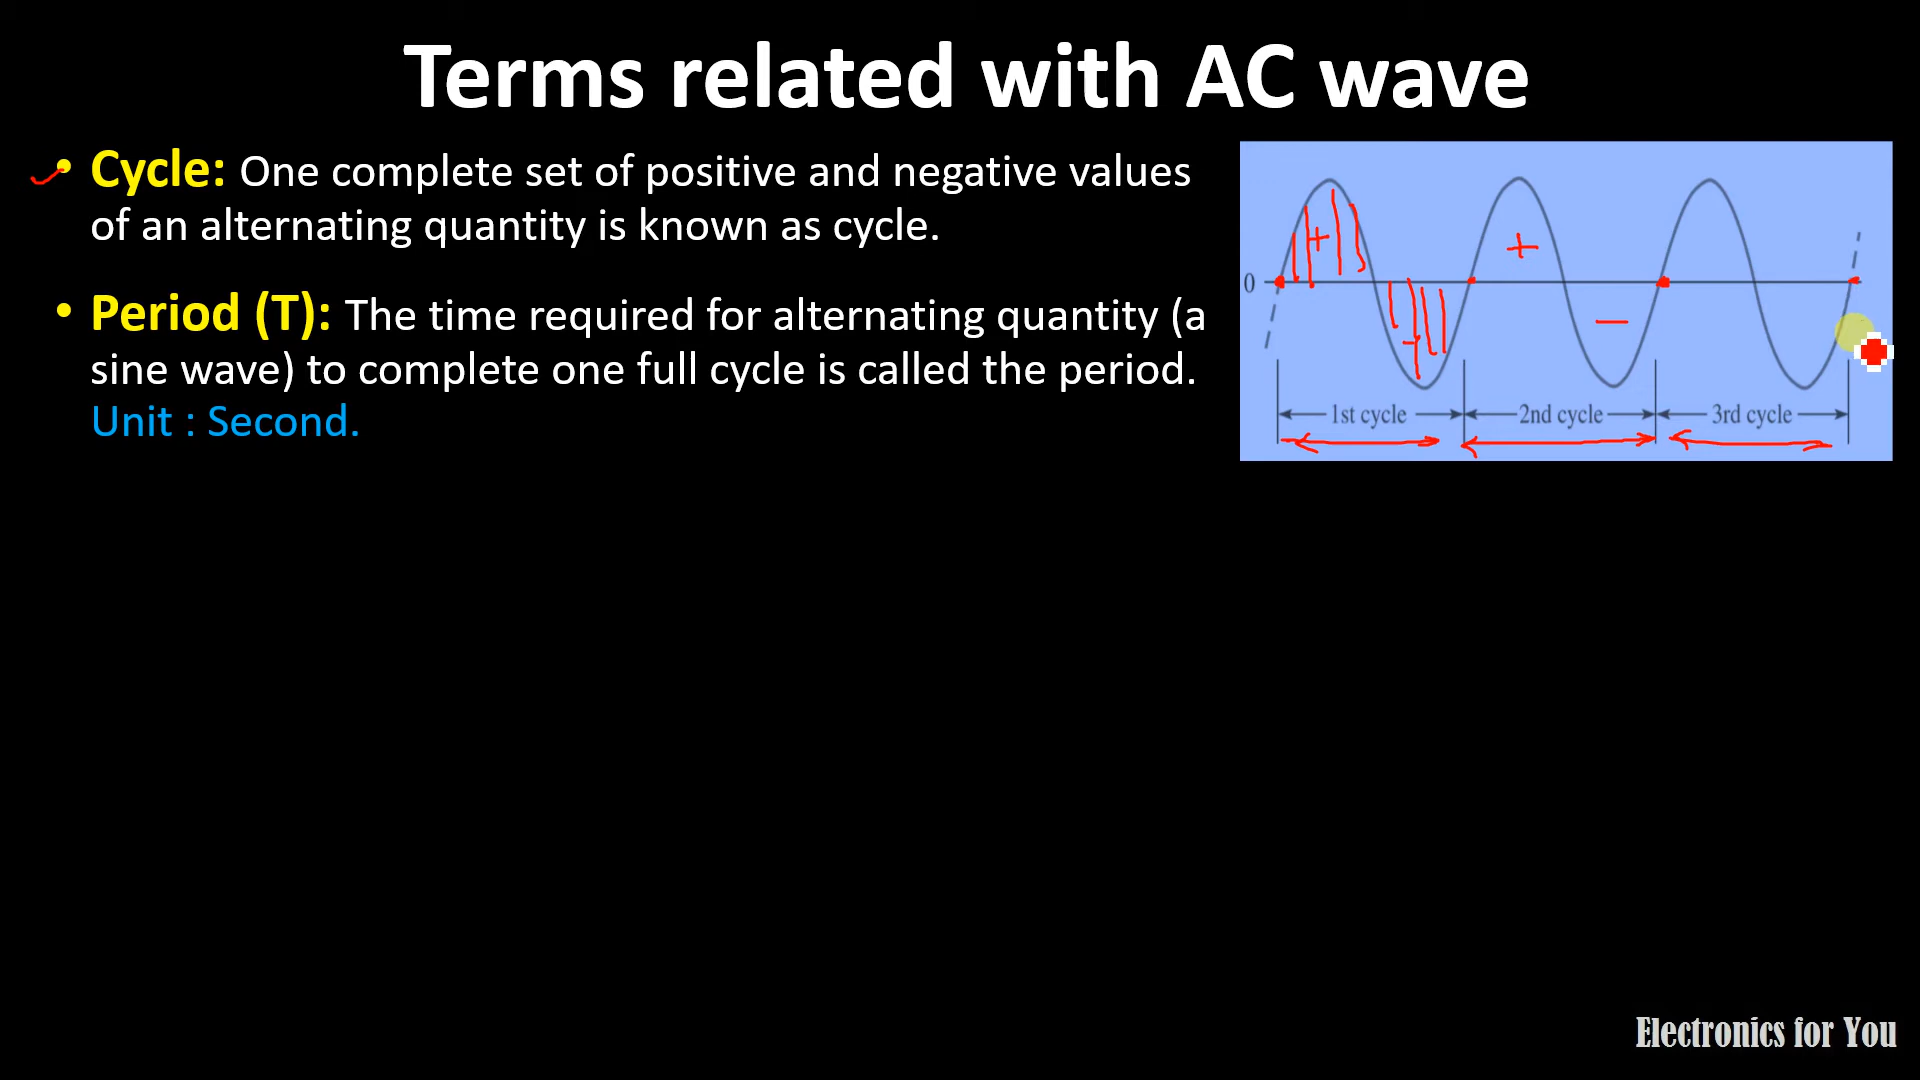 Terms related with AC wave
• Cycle: One complete set of positive and negative values
of an alternating quantity is known as cycle.
• Period (T): The time required for alternating quantity (a
sine wave) to complete one full cycle is called the period.
Unit : Second.
+ +
0
−
1st cycle 2nd cycle 3rd cycle
Electronics for You